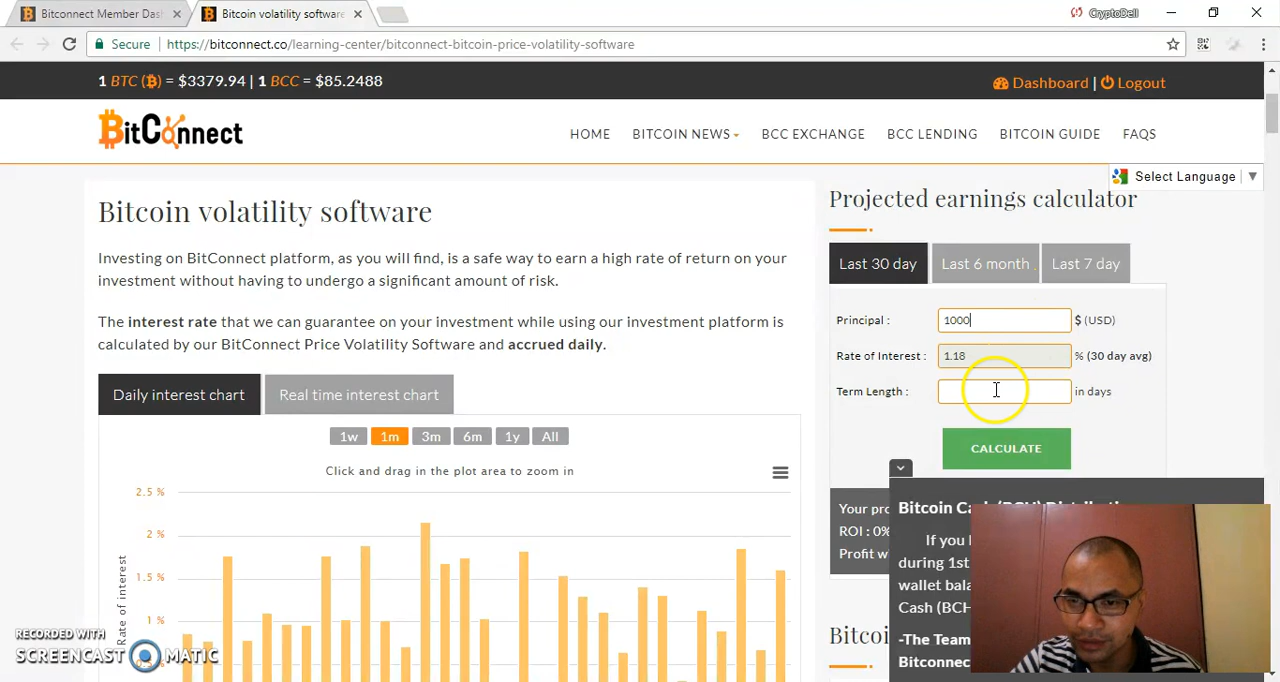 Bitconnect Member Das
Bitcoin volatility software
CryptoDell
Secure
https://bitconnect.co/learning-center/bitconnect-bitcoin-price-volatility-software
1 BTC (₿) = $3379.94 | 1 BCC = $85.2488
Dashboard | Logout
BitConnect
HOME
BITCOIN NEWS
BCC EXCHANGE
BCC LENDING
BITCOIN GUIDE
FAQS
Select Language
Bitcoin volatility software
Investing on BitConnect platform, as you will find, is a safe way to earn a high rate of return on your
investment without having to undergo a significant amount of risk.
The interest rate that we can guarantee on your investment while using our investment platform is
calculated by our BitConnect Price Volatility Software and accrued daily.
Daily interest chart
Real time interest chart
1w
1m
3m
6m
1y
All
Click and drag in the plot area to zoom in
2.5 %
2 %
1.5 %
1 %
0.5 %
Rate of interest
Projected earnings calculator
Last 30 day
Last 6 month
Last 7 day
Principal :
1000
$ (USD)
Rate of Interest :
1.18
% (30 day avg)
Term Length :
in days
CALCULATE
Your pro
ROI : 0%
Profit w
Bitcoin Ca
If you
during 1st
wallet bala
Cash (BCH
-The Team
Bitconnec
Bitcoi
RECORDED WITH
SCREENCAST MATIC